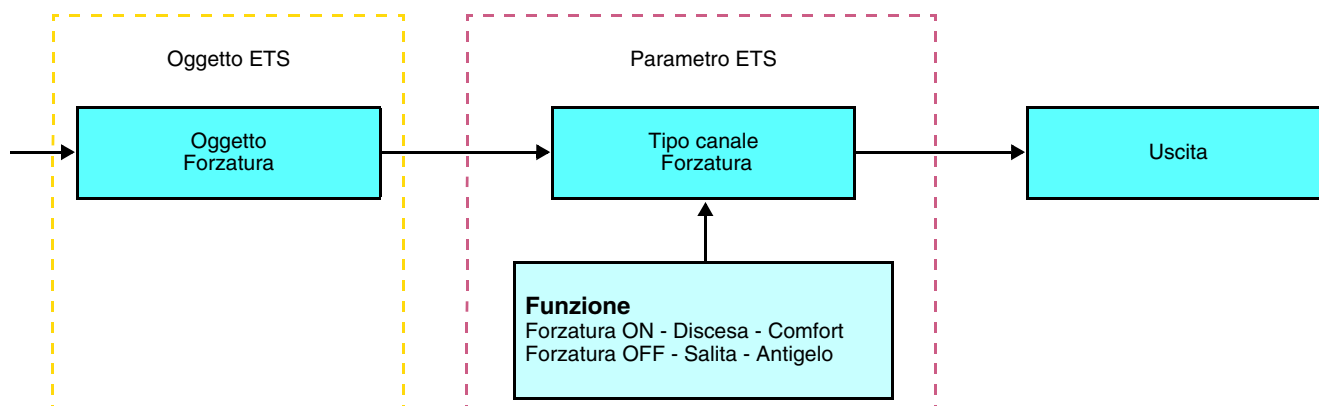 Oggetto ETS
Parametro ETS
Oggetto
Forzatura
Tipo canale
Forzatura
Uscita
Funzione
Forzatura ON - Discesa - Comfort
Forzatura OFF - Salita - Antigelo